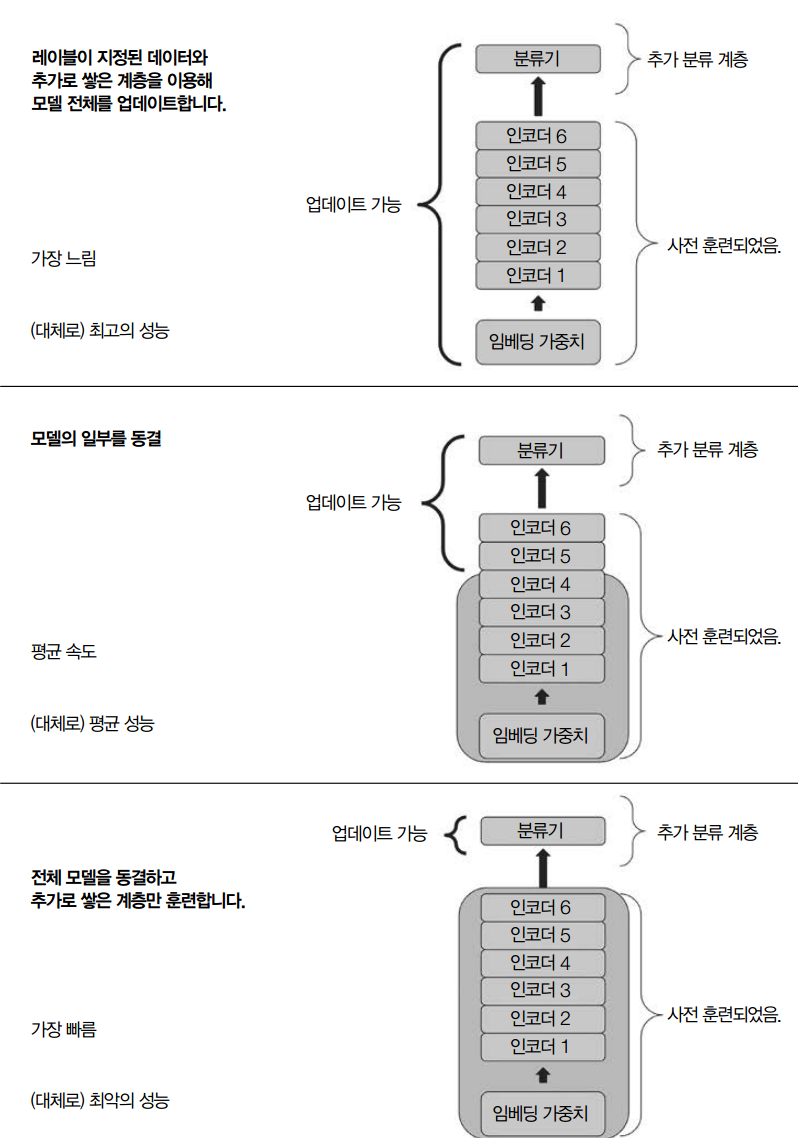 레이블이 지정된 데이터와
추가로 쌓은 계층을 이용해
모델 전체를 업데이트합니다.
가장 느림
(대체로) 최고의 성능
업데이트 가능
분류기
추가 분류 계층
인코더 6
인코더 5
인코더 4
인코더 3
인코더 2
인코더 1
사전 훈련되었음.
임베딩 가중치
모델의 일부를 동결
평균 속도
(대체로) 평균 성능
업데이트 가능
분류기
추가 분류 계층
인코더 6
인코더 5
인코더 4
인코더 3
인코더 2
인코더 1
사전 훈련되었음.
임베딩 가중치
전체 모델을 동결하고
추가로 쌓은 계층만 훈련합니다.
가장 빠름
(대체로) 최악의 성능
업데이트 가능
분류기
추가 분류 계층
인코더 6
인코더 5
인코더 4
인코더 3
인코더 2
인코더 1
사전 훈련되었음.
임베딩 가중치